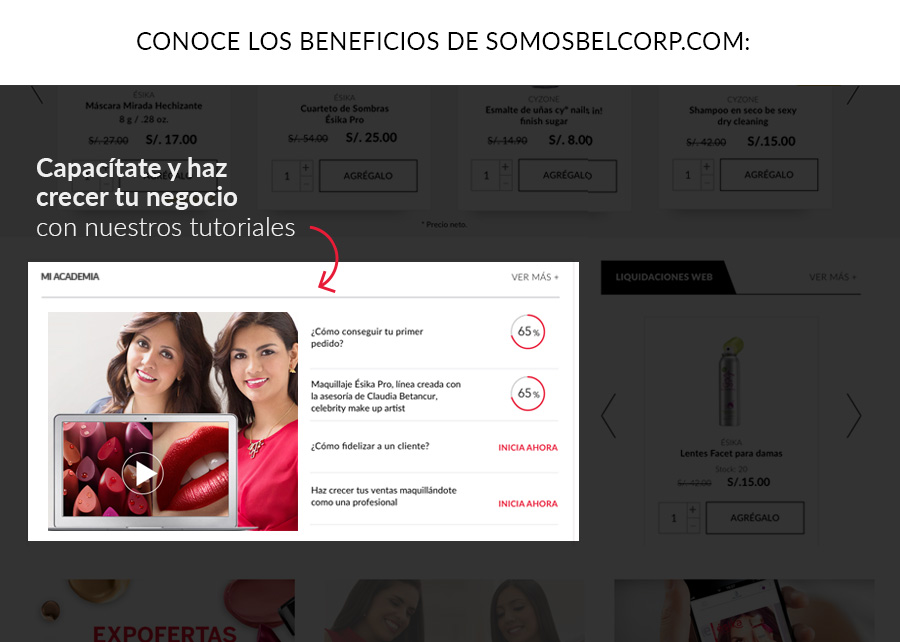 CONOCE LOS BENEFICIOS DE SOMOSBELCORP.COM:
ÉSIKA
Máscara Mirada Hechizante
8 g / .28 oz.
S/. 27.00 S/. 17.00
ÉSIKA
Cuarteto de Sombras
Ésika Pro
S/. 54.00 S/. 25.00
1 + - AGRÉGALO
CYZONE
Esmalte de uñas cy° nails in!
finish sugar
S/. 14.90 S/. 8.00
1 + - AGRÉGALO
CYZONE
Shampoo en seco be sexy
dry cleaning
S/. 42.00 S/.15.00
1 + - AGRÉGALO
Capacítate y haz
crecer tu negocio
con nuestros tutoriales
* Precio neto.
MI ACADEMIA VER MÁS +
¿Cómo conseguir tu primer
pedido?
65 %
Maquillaje Ésika Pro, línea creada con
la asesoría de Claudia Betancur,
celebrity make up artist
65 %
¿Cómo fidelizar a un cliente?
INICIA AHORA
Haz crecer tus ventas maquillándote
como una profesional
INICIA AHORA
LIQUIDACIONES WEB VER MÁS +
ÉSIKA
Lentes Facet para damas
Stock: 20
S/. 42.00 S/.15.00
1 + - AGRÉGALO
EXPOFERTAS